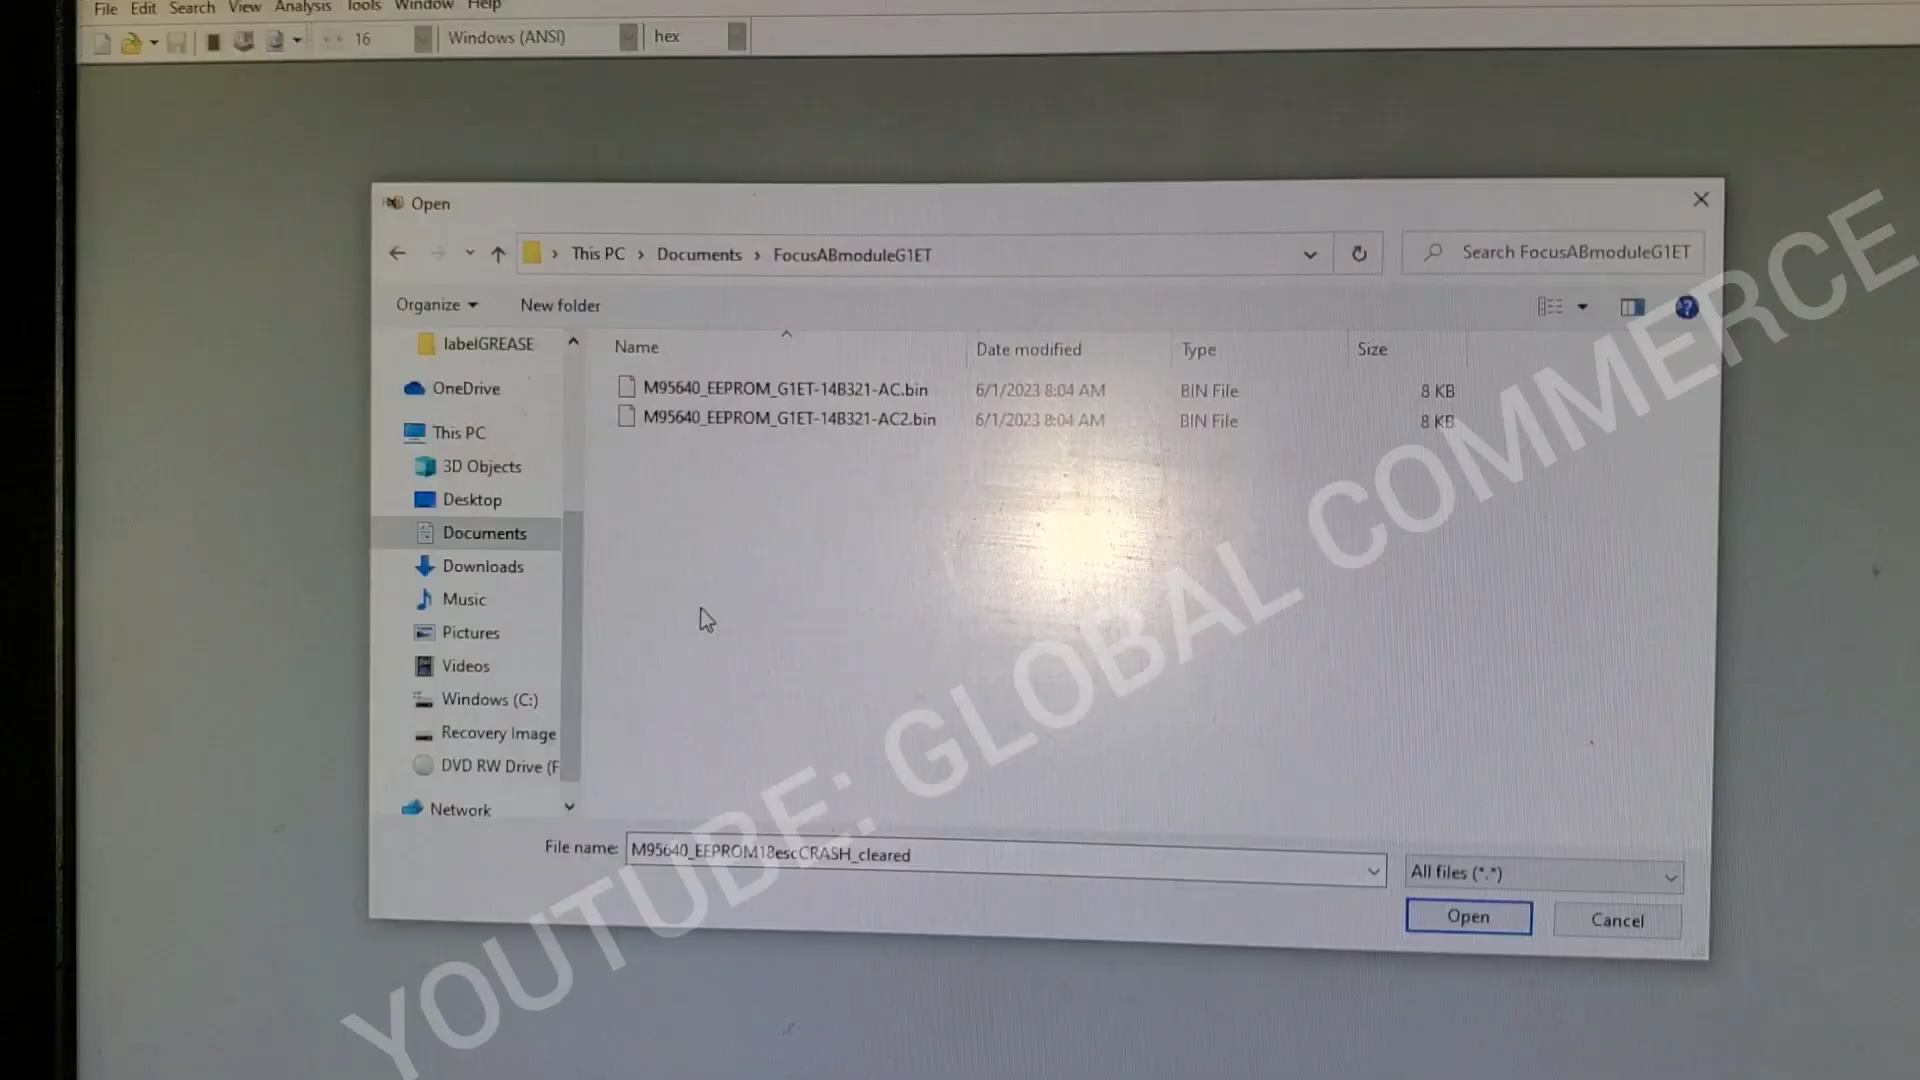 File Edit Search View Analysis Tools Window Help
16 Windows (ANSI) hex
Open
This PC › Documents › FocusABmoduleG1ET
Search FocusABmoduleG1ET
Organize New folder
Name Date modified Type Size
M95640_EEPROM_G1ET-14B321-AC.bin 6/1/2023 8:04 AM BIN File 8 KB
M95640_EEPROM_G1ET-14B321-AC2.bin 6/1/2023 8:04 AM BIN File 8 KB
labelGREASE
OneDrive
This PC
3D Objects
Desktop
Documents
Downloads
Music
Pictures
Videos
Windows (C:)
Recovery Image
DVD RW Drive (F
Network
File name: M95640_EEPROM18escCRASH_cleared
All files (*.*)
Open Cancel
YOUTUBE: GLOBAL COMMERCE